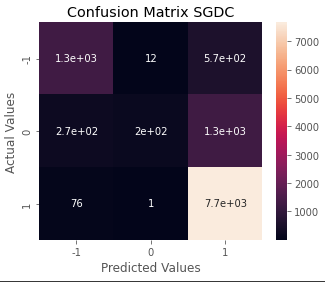 Confusion Matrix SGDC
Actual Values
-1 1.3e+03 12 5.7e+02
0 2.7e+02 2e+02 1.3e+03
1 76 1 7.7e+03
-1 0 1
Predicted Values
7000
6000
5000
4000
3000
2000
1000